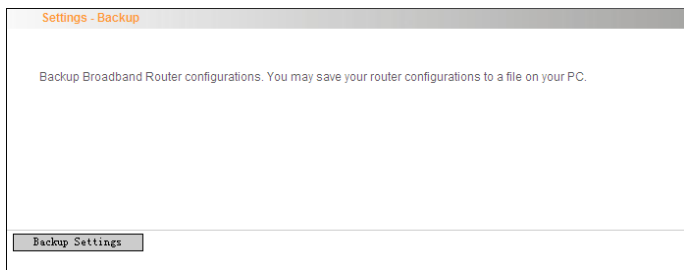 Settings - Backup
Backup Broadband Router configurations. You may save your router configurations to a file on your PC.
Backup Settings